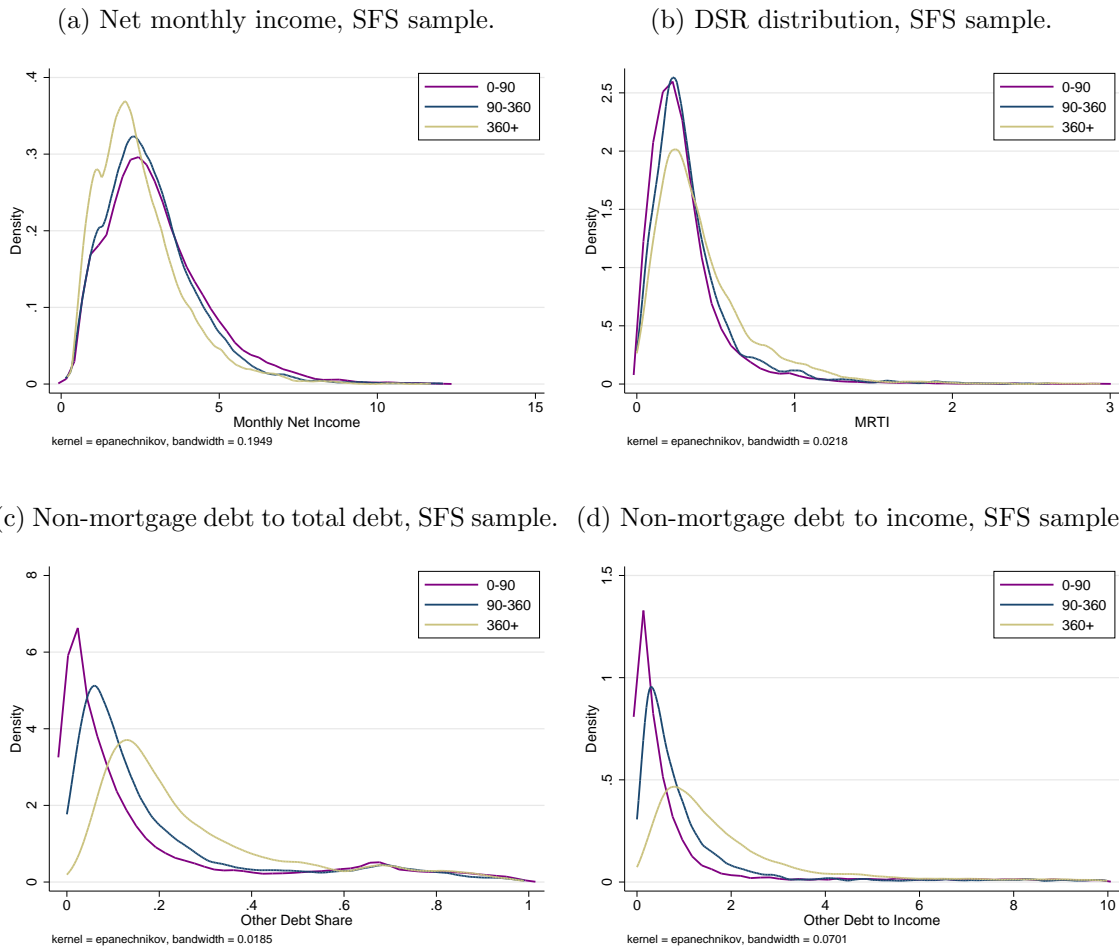 (a) Net monthly income, SFS sample.
.4
.3
.2
.1
0
Density
0-90
90-360
360+
0 5 10 15
Monthly Net Income
kernel = epanechnikov, bandwidth = 0.1949
(b) DSR distribution, SFS sample.
2.5
2
1.5
1
.5
0
Density
0-90
90-360
360+
0 1 2 3
MRTI
kernel = epanechnikov, bandwidth = 0.0218
c) Non-mortgage debt to total debt, SFS sample.
8
6
4
2
0
Density
0-90
90-360
360+
0 .2 .4 .6 .8 1
Other Debt Share
kernel = epanechnikov, bandwidth = 0.0185
(d) Non-mortgage debt to income, SFS sample
1.5
1
.5
0
Density
0-90
90-360
360+
0 2 4 6 8 10
Other Debt to Income
kernel = epanechnikov, bandwidth = 0.0701